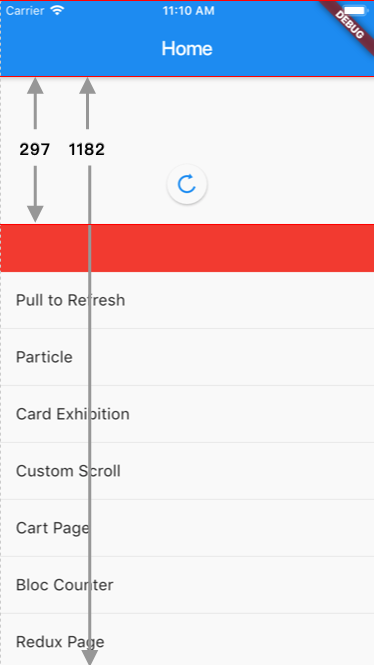 Carrier 11:10 AM
DEBUG
Home
297 1182
Pull to Refresh
Particle
Card Exhibition
Custom Scroll
Cart Page
Bloc Counter
Redux Page